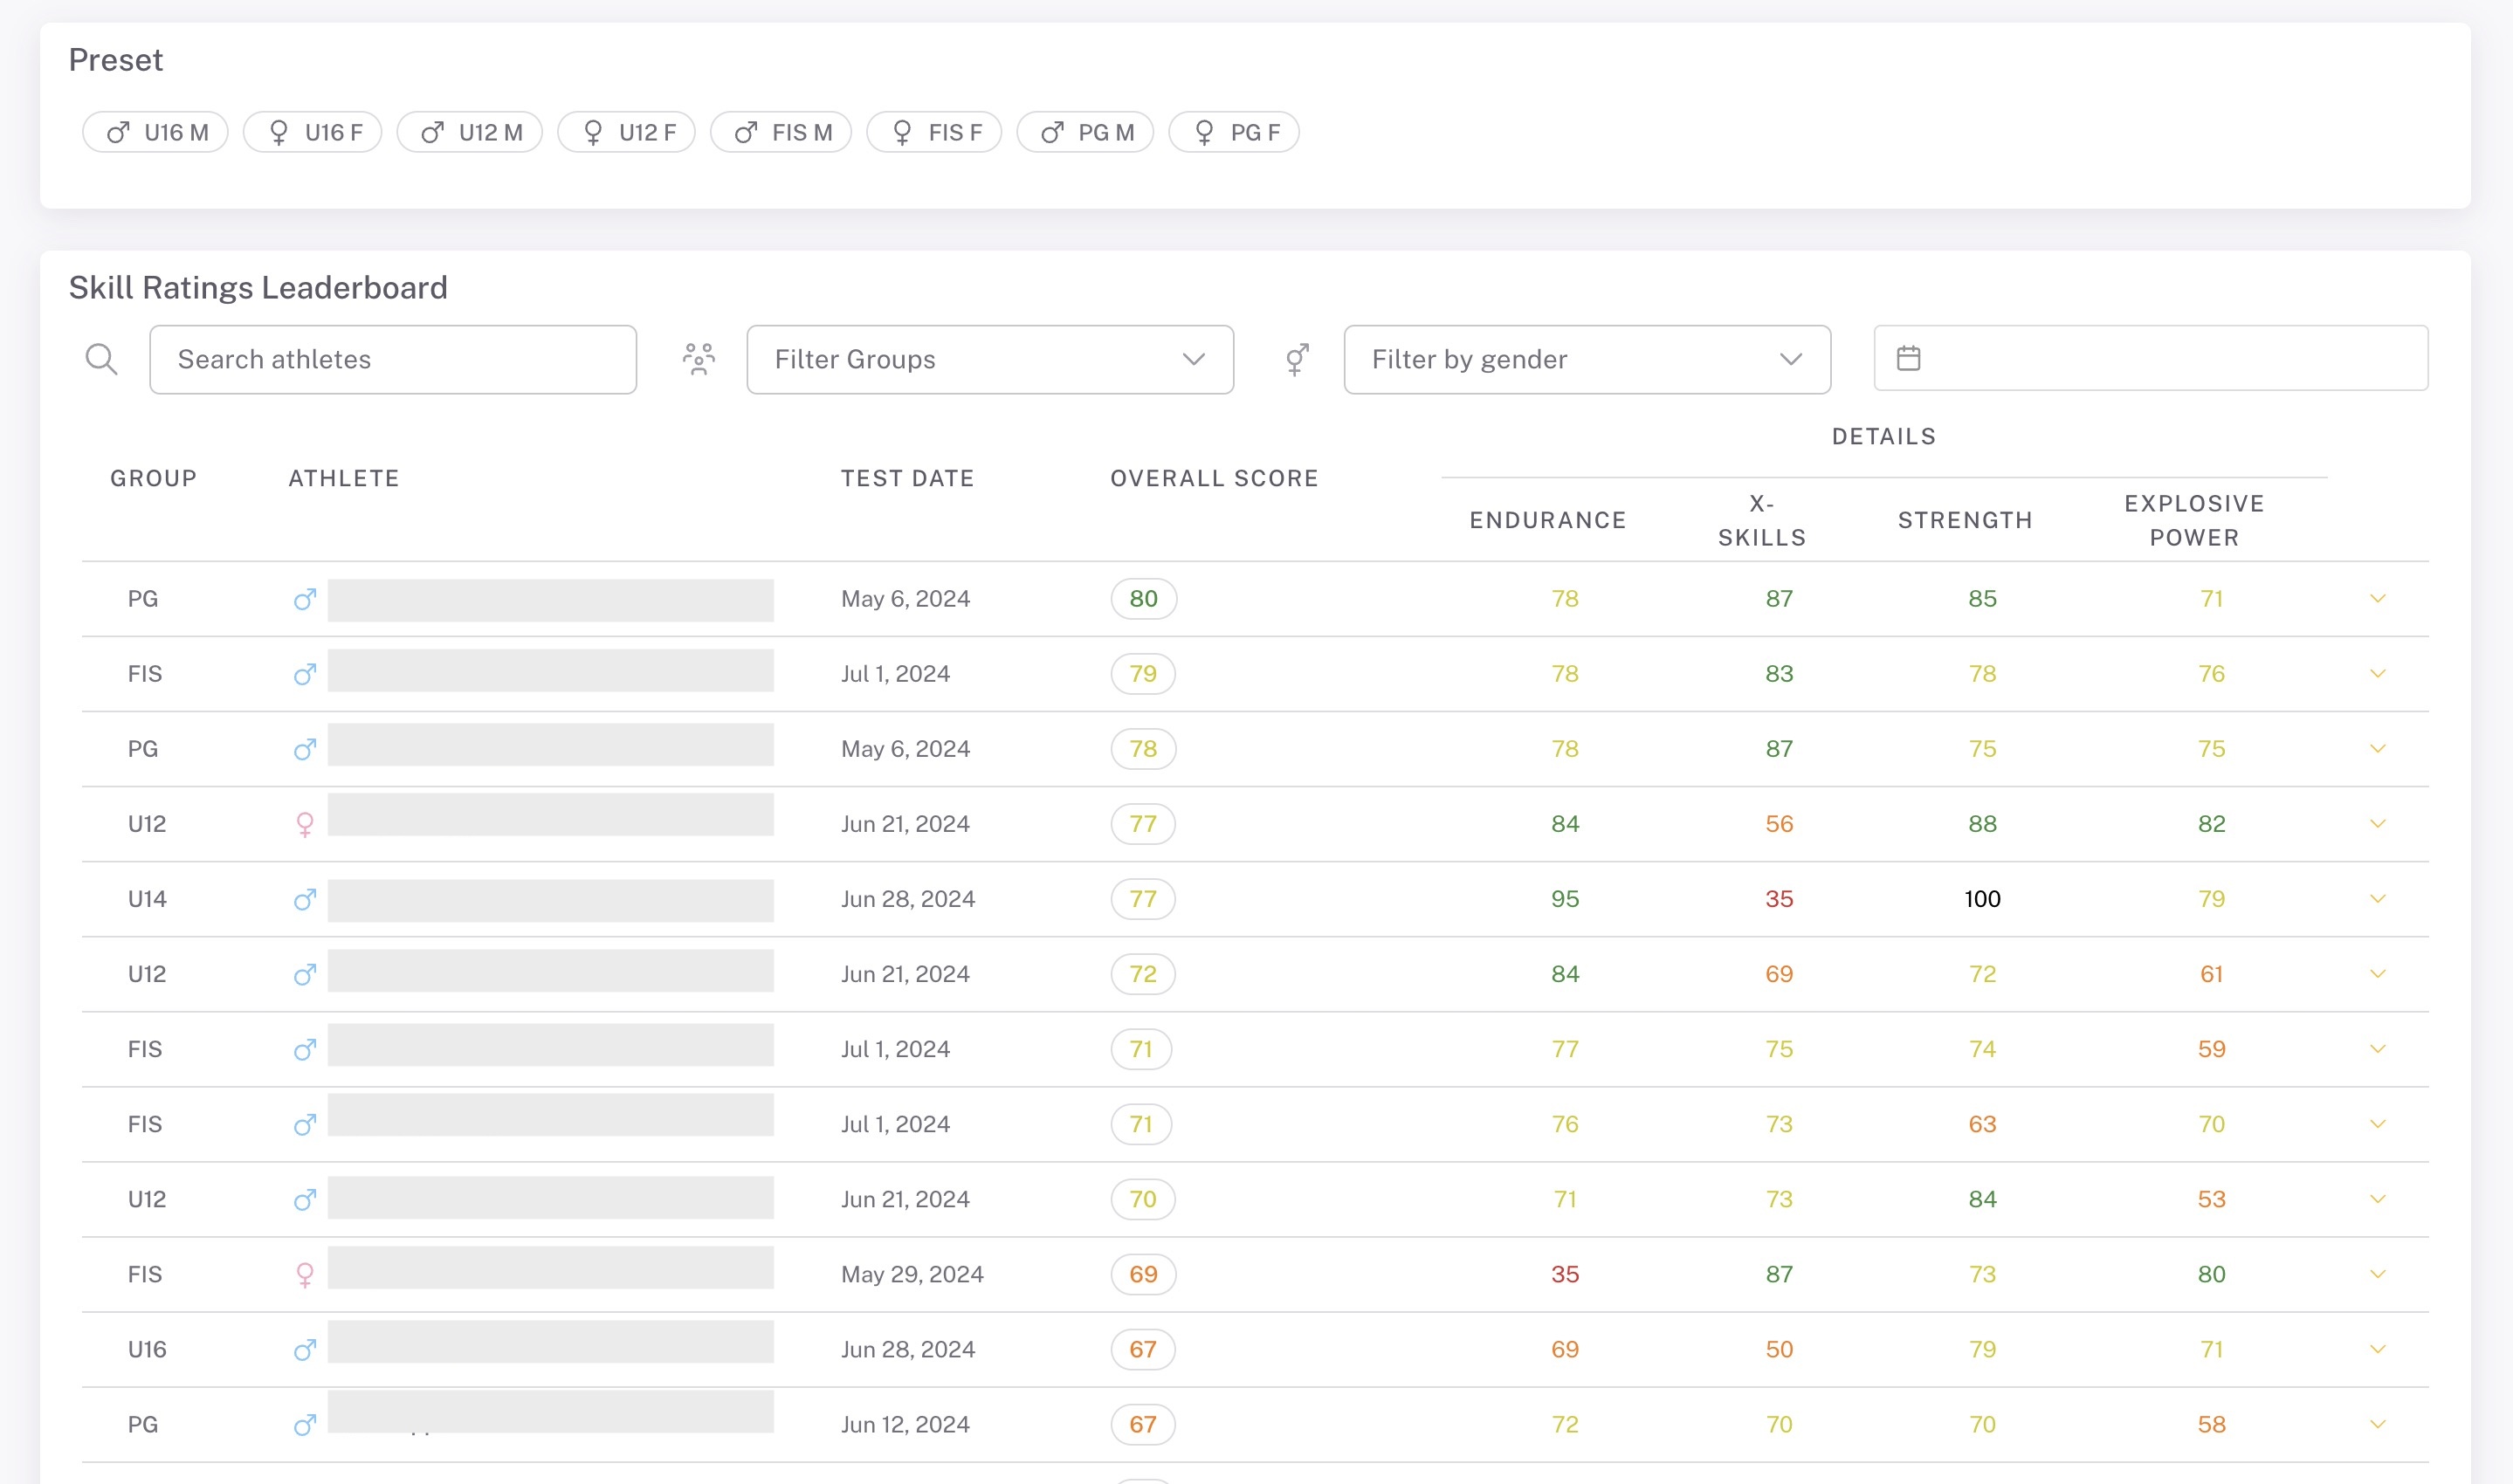 Preset
U16 M U16 F U12 M U12 F FIS M FIS F PG M PG F
Skill Ratings Leaderboard
Search athletes Filter Groups Filter by gender
DETAILS
GROUP ATHLETE TEST DATE OVERALL SCORE
ENDURANCE X-SKILLS STRENGTH EXPLOSIVE POWER
PG May 6, 2024 80 78 87 85 71
FIS Jul 1, 2024 79 78 83 78 76
PG May 6, 2024 78 78 87 75 75
U12 Jun 21, 2024 77 84 56 88 82
U14 Jun 28, 2024 77 95 35 100 79
U12 Jun 21, 2024 72 84 69 72 61
FIS Jul 1, 2024 71 77 75 74 59
FIS Jul 1, 2024 71 76 73 63 70
U12 Jun 21, 2024 70 71 73 84 53
FIS May 29, 2024 69 35 87 73 80
U16 Jun 28, 2024 67 69 50 79 71
PG Jun 12, 2024 67 72 70 70 58